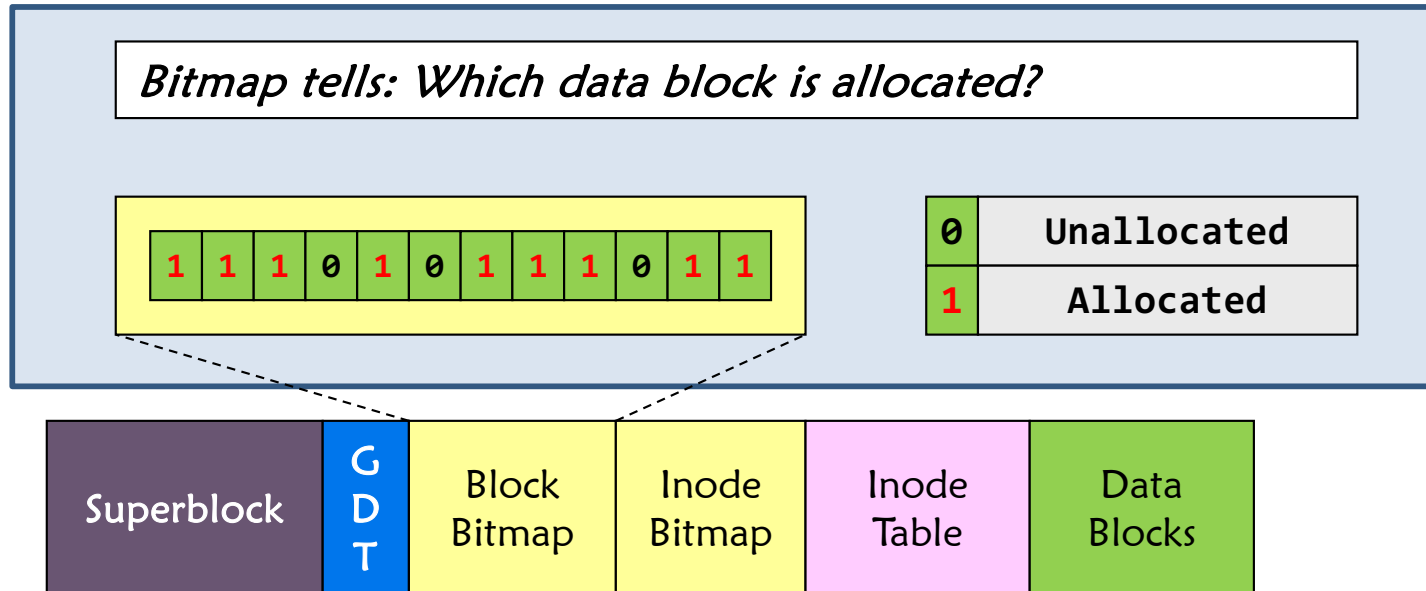 Bitmap tells: Which data block is allocated?
1 1 1 0 1 0 1 1 1 0 1 1
0 Unallocated
1 Allocated
Superblock
G
D
T
Block
Bitmap
Inode
Bitmap
Inode
Table
Data
Blocks